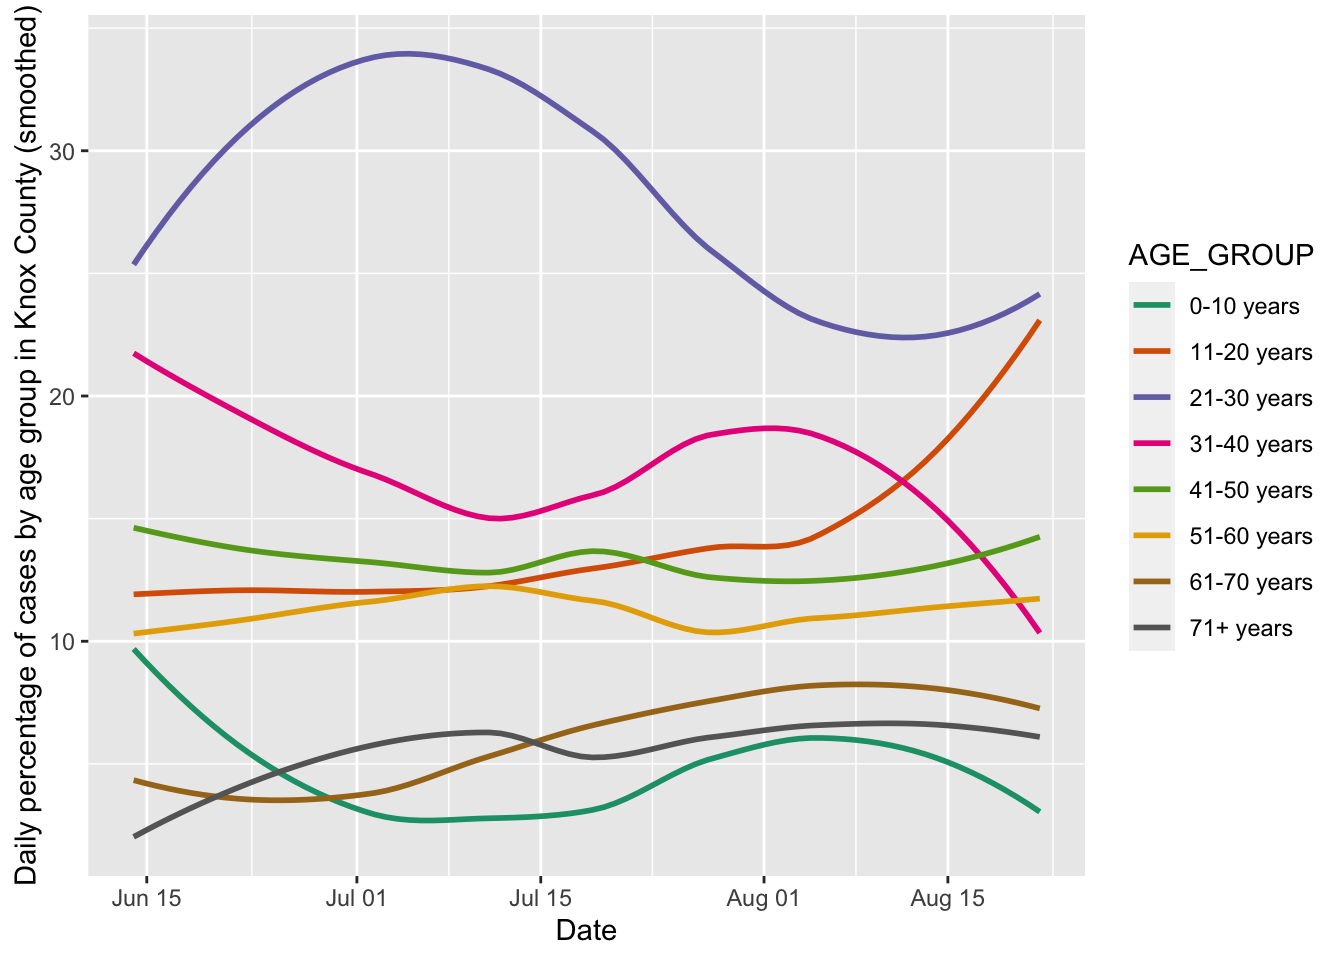 Daily percentage of cases by age group in Knox County (smoothed)
30
20
10
Jun 15
Jul 01
Jul 15
Aug 01
Aug 15
Date
AGE_GROUP
0-10 years
11-20 years
21-30 years
31-40 years
41-50 years
51-60 years
61-70 years
71+ years